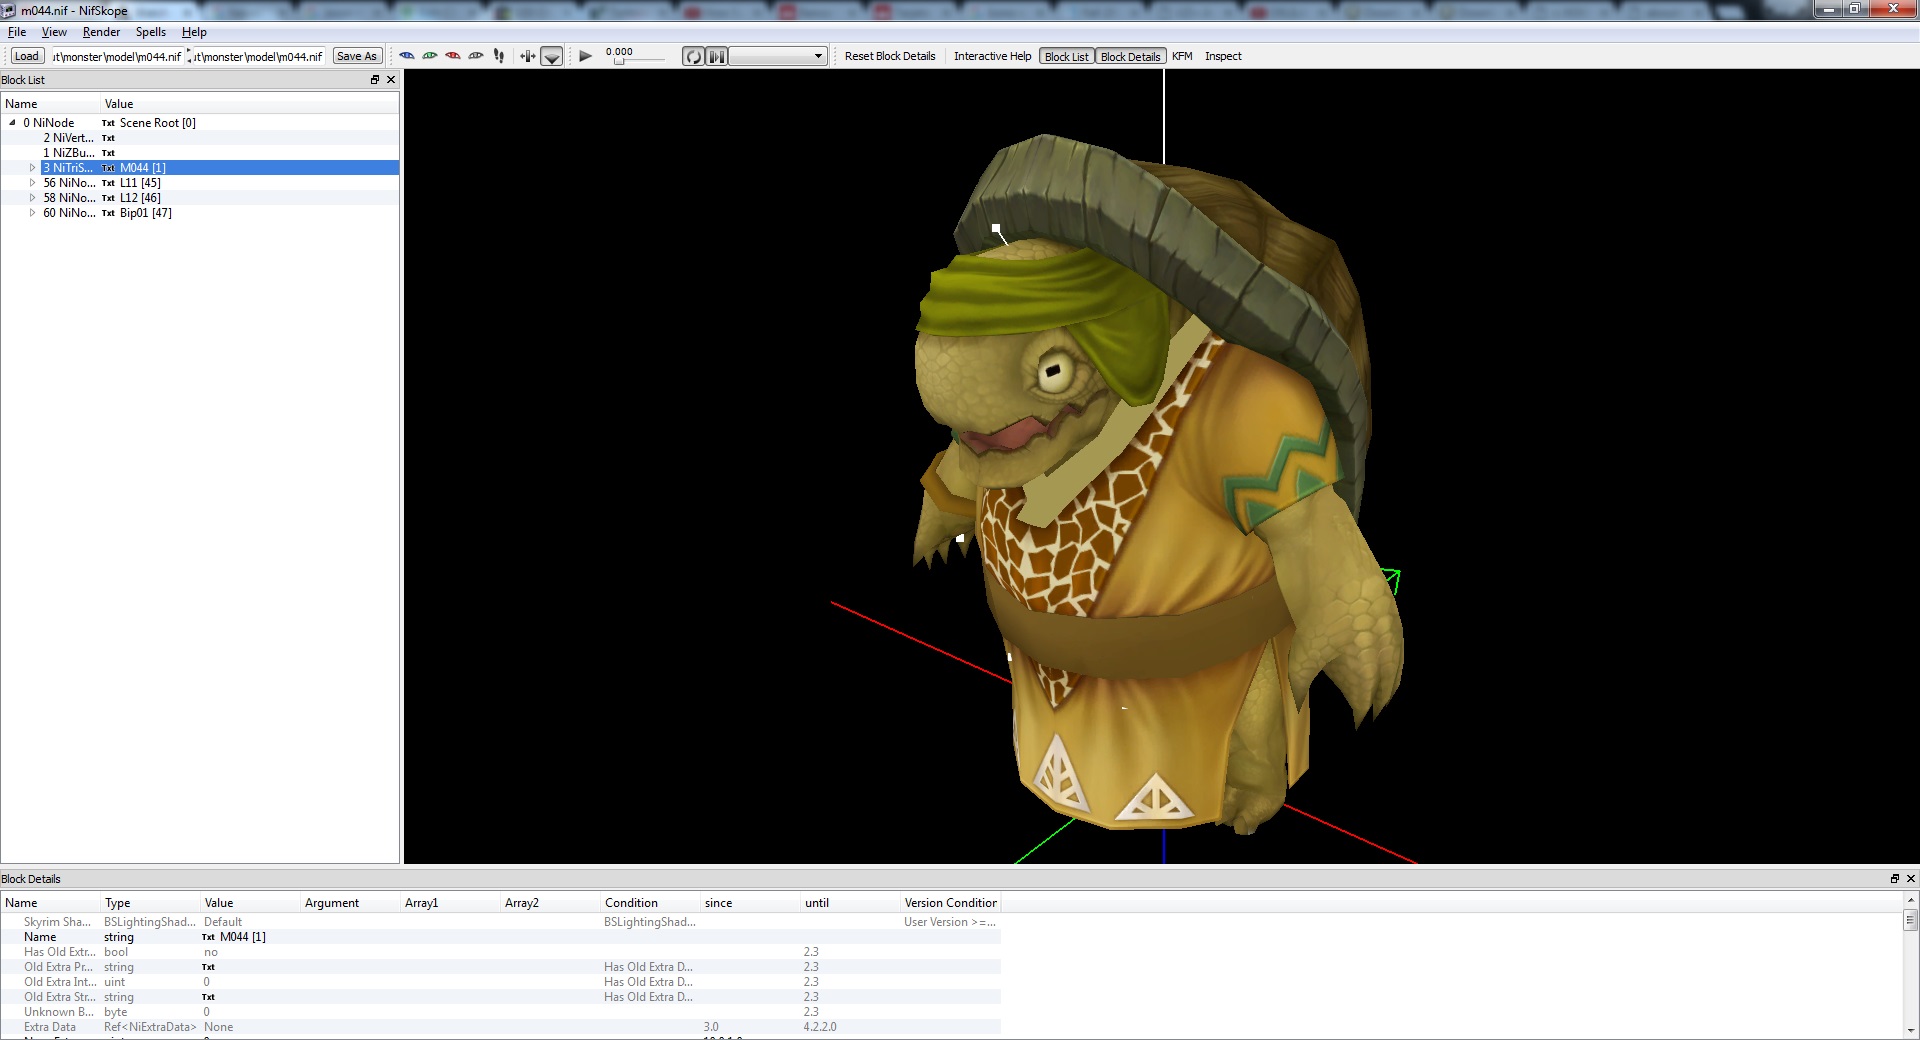 m044.nif - NifSkope
File View Render Spells Help
Load ut\monster\model\m044.nif ut\monster\model\m044.nif Save As 0.000 Reset Block Details Interactive Help Block List Block Details KFM Inspect
Block List
Name Value
0 NiNode Txt Scene Root [0]
2 NiVert... Txt
1 NiZBu... Txt
3 NiTriS... Txt M044 [1]
56 NiNo... Txt L11 [45]
58 NiNo... Txt L12 [46]
60 NiNo... Txt Bip01 [47]
Block Details
Name Type Value Argument Array1 Array2 Condition since until Version Condition
Skyrim Sha... BSLightingShad... Default BSLightingShad... User Version >=...
Name string Txt M044 [1]
Has Old Extr... bool no 2.3
Old Extra Pr... string Txt Has Old Extra D... 2.3
Old Extra Int... uint 0 Has Old Extra D... 2.3
Old Extra Str... string Txt Has Old Extra D... 2.3
Unknown B... byte 0 2.3
Extra Data Ref<NiExtraData> None 3.0 4.2.2.0